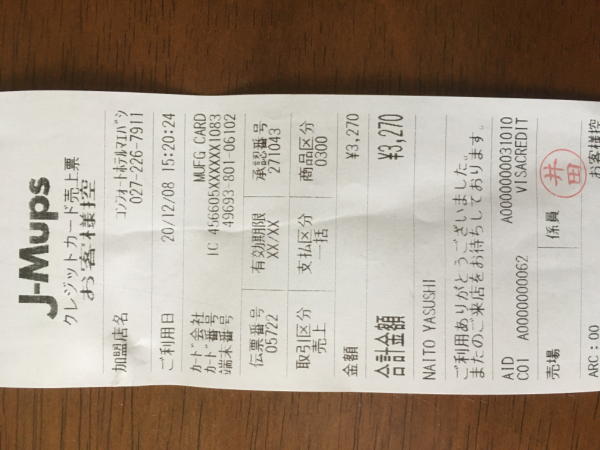 J-Mups
クレジットカード売上票
お客様控
加盟店名
コンフォートホテルマエバシ
027-226-7911
ご利用日 20/12/08 15:20:24
カード会社 MUFG CARD
カード番号 IC 456605XXXXXX1083
端末番号 49693-801-06102
伝票番号 有効期限 承認番号
05722 XX/XX 271043
取引区分 支払区分 商品区分
売上 一括 0300
金額 ¥3,270
合計金額 ¥3,270
NAITO YASUSHI
ご利用ありがとうございました。
またのご来店をお待ちしております。
AID A0000000031010
C01 A0000000062 VISACREDIT
売場 係員 井田
ARC:00 お客様控